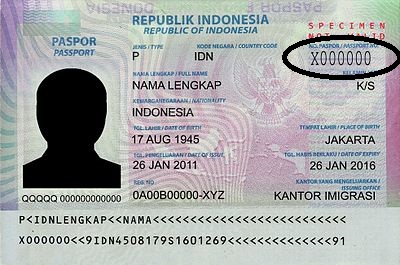 REPUBLIK INDONESIA
REPUBLIC OF INDONESIA
SPECIMEN
NOT VALID
PASPOR
PASSPORT
JENIS / TYPE
KODE NEGARA / COUNTRY CODE
NO. PASPOR / PASSPORT NO.
P
IDN
X000000
NAMA LENGKAP / FULL NAME
KELAMIN
NAMA LENGKAP
K/S
KEWARGANEGARAAN / NATIONALITY
INDONESIA
TGL. LAHIR / DATE OF BIRTH
TEMPAT LAHIR / PLACE OF BIRTH
17 AUG 1945
JAKARTA
DATE OF ISSUE
TGL. HABIS BERLAKU / DATE OF EXPIRY
26 JAN 2011
26 JAN 2016
REG. NO
KANTOR YANG MENGELUARKAN /
ISSUING OFFICE
0A00B00000-XYZ
KANTOR IMIGRASI
QQQQQ 000000000000
P<IDNLENGKAP<<NAMA<<<<<<<<<<<<<<<<<<<<<<<<<<
X000000<<9IDN4508179S1601269<<<<<<<<<<<<<<91